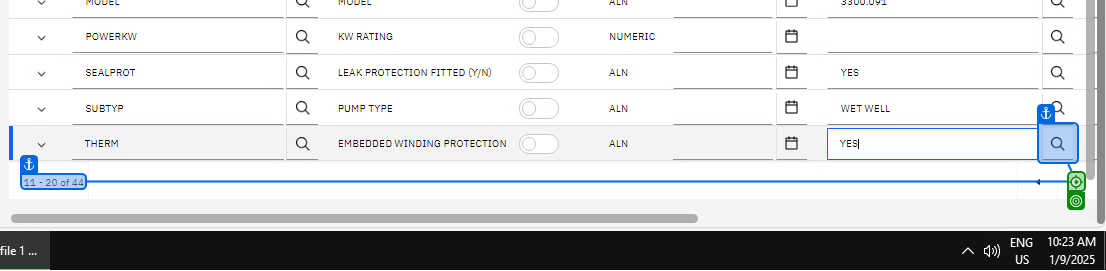 MODEL MODEL ALN 3300.091
POWERKW KW RATING NUMERIC
SEALPROT LEAK PROTECTION FITTED (Y/N) ALN YES
SUBTYP PUMP TYPE ALN WET WELL
THERM EMBEDDED WINDING PROTECTION ALN YES
11 - 20 of 44
file 1 ... ENG 10:23 AM
US 1/9/2025